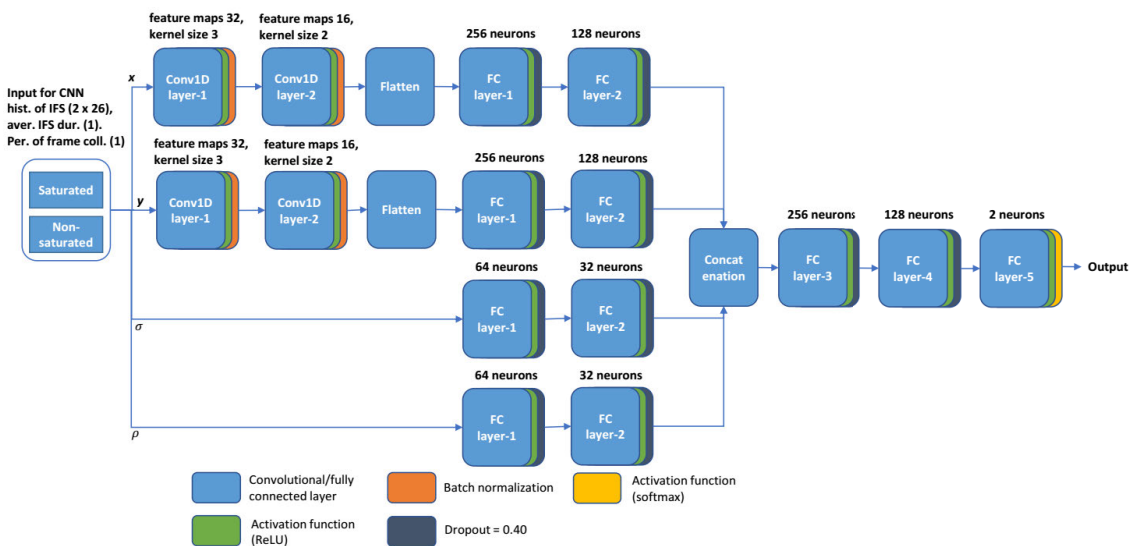 feature maps 32,
kernel size 3
feature maps 16,
kernel size 2
256 neurons
128 neurons
x
Conv1D
layer-1
Conv1D
layer-2
Flatten
FC
layer-1
FC
layer-2
Input for CNN
hist. of IFS (2 x 26),
aver. IFS dur. (1).
Per. of frame coll. (1)
feature maps 32,
kernel size 3
feature maps 16,
kernel size 2
256 neurons
128 neurons
Saturated
Non-
saturated
y
Conv1D
layer-1
Conv1D
layer-2
Flatten
FC
layer-1
FC
layer-2
256 neurons
128 neurons
2 neurons
Concat
enation
FC
layer-3
FC
layer-4
FC
layer-5
Output
64 neurons
32 neurons
σ
FC
layer-1
FC
layer-2
64 neurons
32 neurons
ρ
FC
layer-1
FC
layer-2
Convolutional/fully
connected layer
Batch normalization
Activation function
(softmax)
Activation function
(ReLU)
Dropout = 0.40